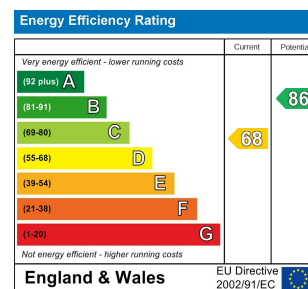 Energy Efficiency Rating
Current
Potentia
Very energy efficient - lower running costs
(92 plus) A
(81-91) B
86
(69-80) C
68
(55-68) D
(39-54) E
(21-38) F
(1-20) G
Not energy efficient - higher running costs
England & Wales
EU Directive
2002/91/EC